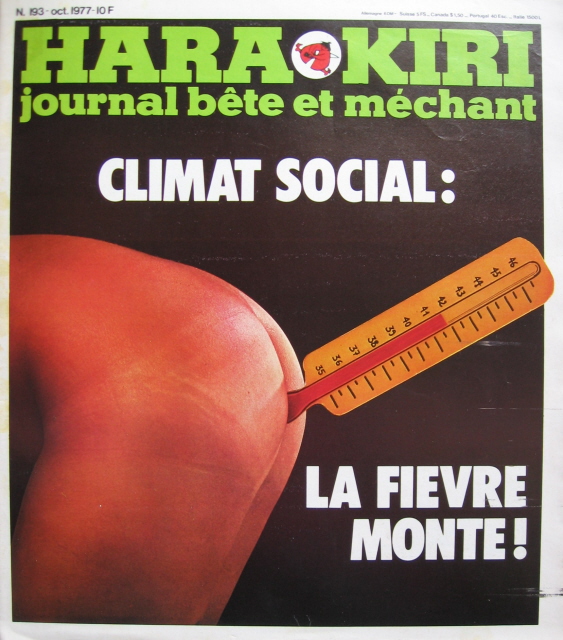 N. 193 - oct. 1977-10 F
HARA KIRI
journal bête et méchant
CLIMAT SOCIAL :
35 36 37 38 39 40 41 42 43 44 45 46
LA FIEVRE
MONTE !